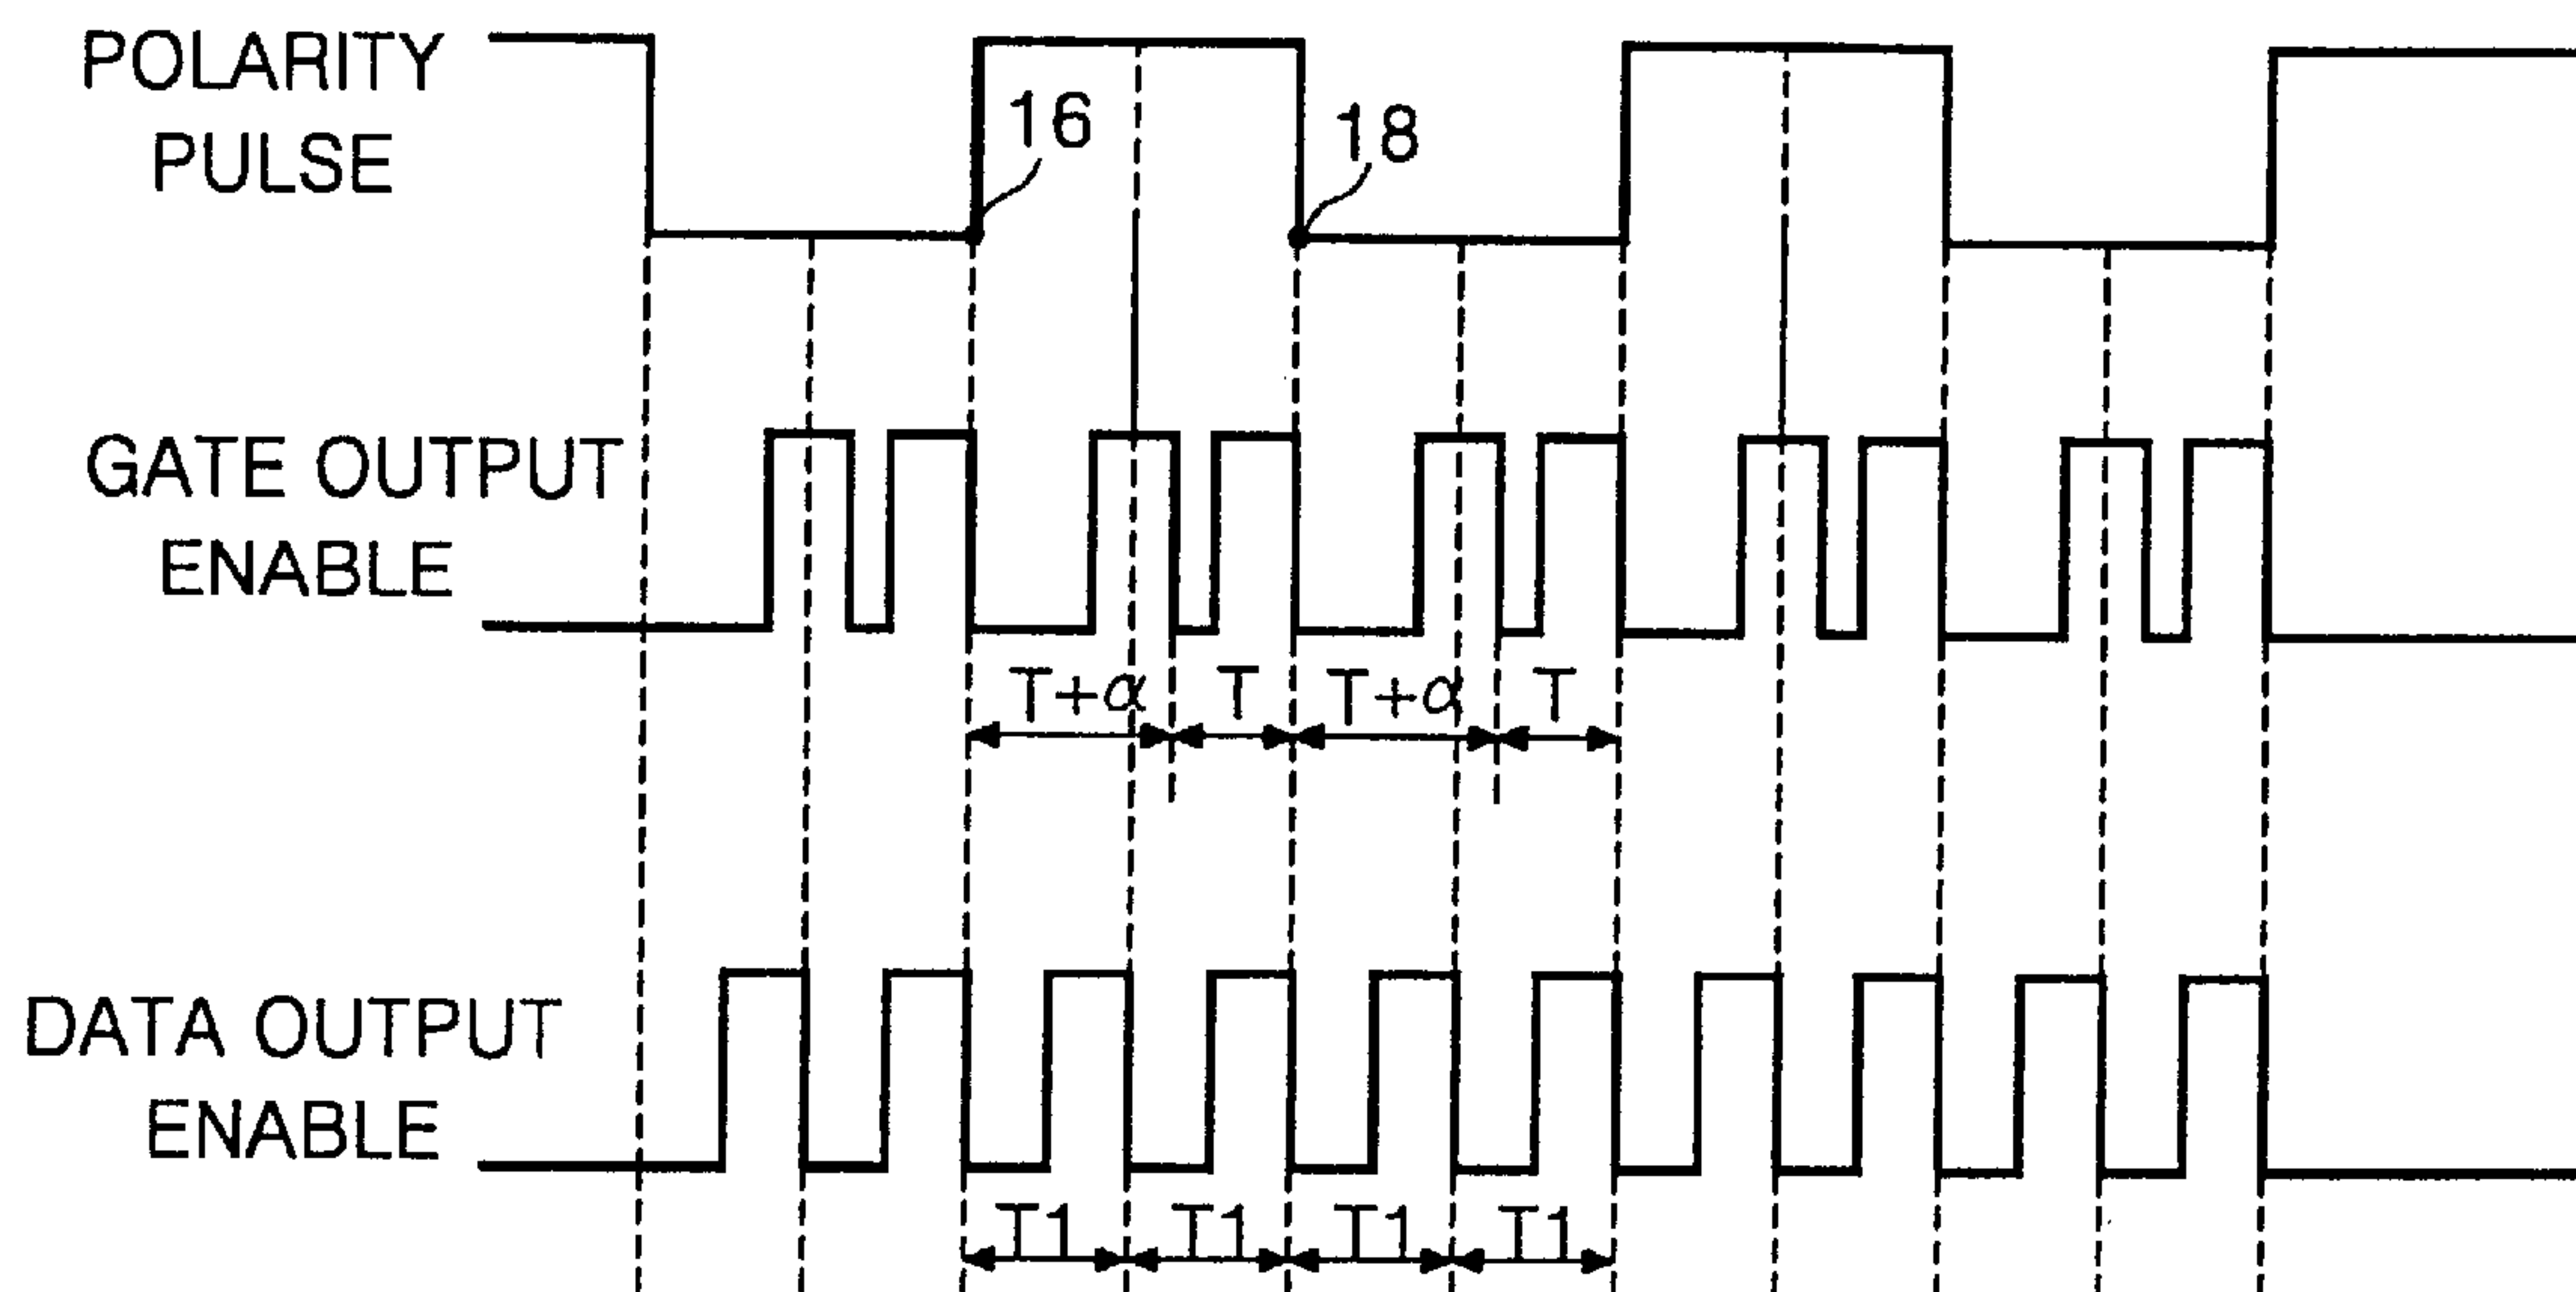 POLARITY
PULSE
16
18
GATE OUTPUT
ENABLE
T+α T T+α T
DATA OUTPUT
ENABLE
T1 T1 T1 T1